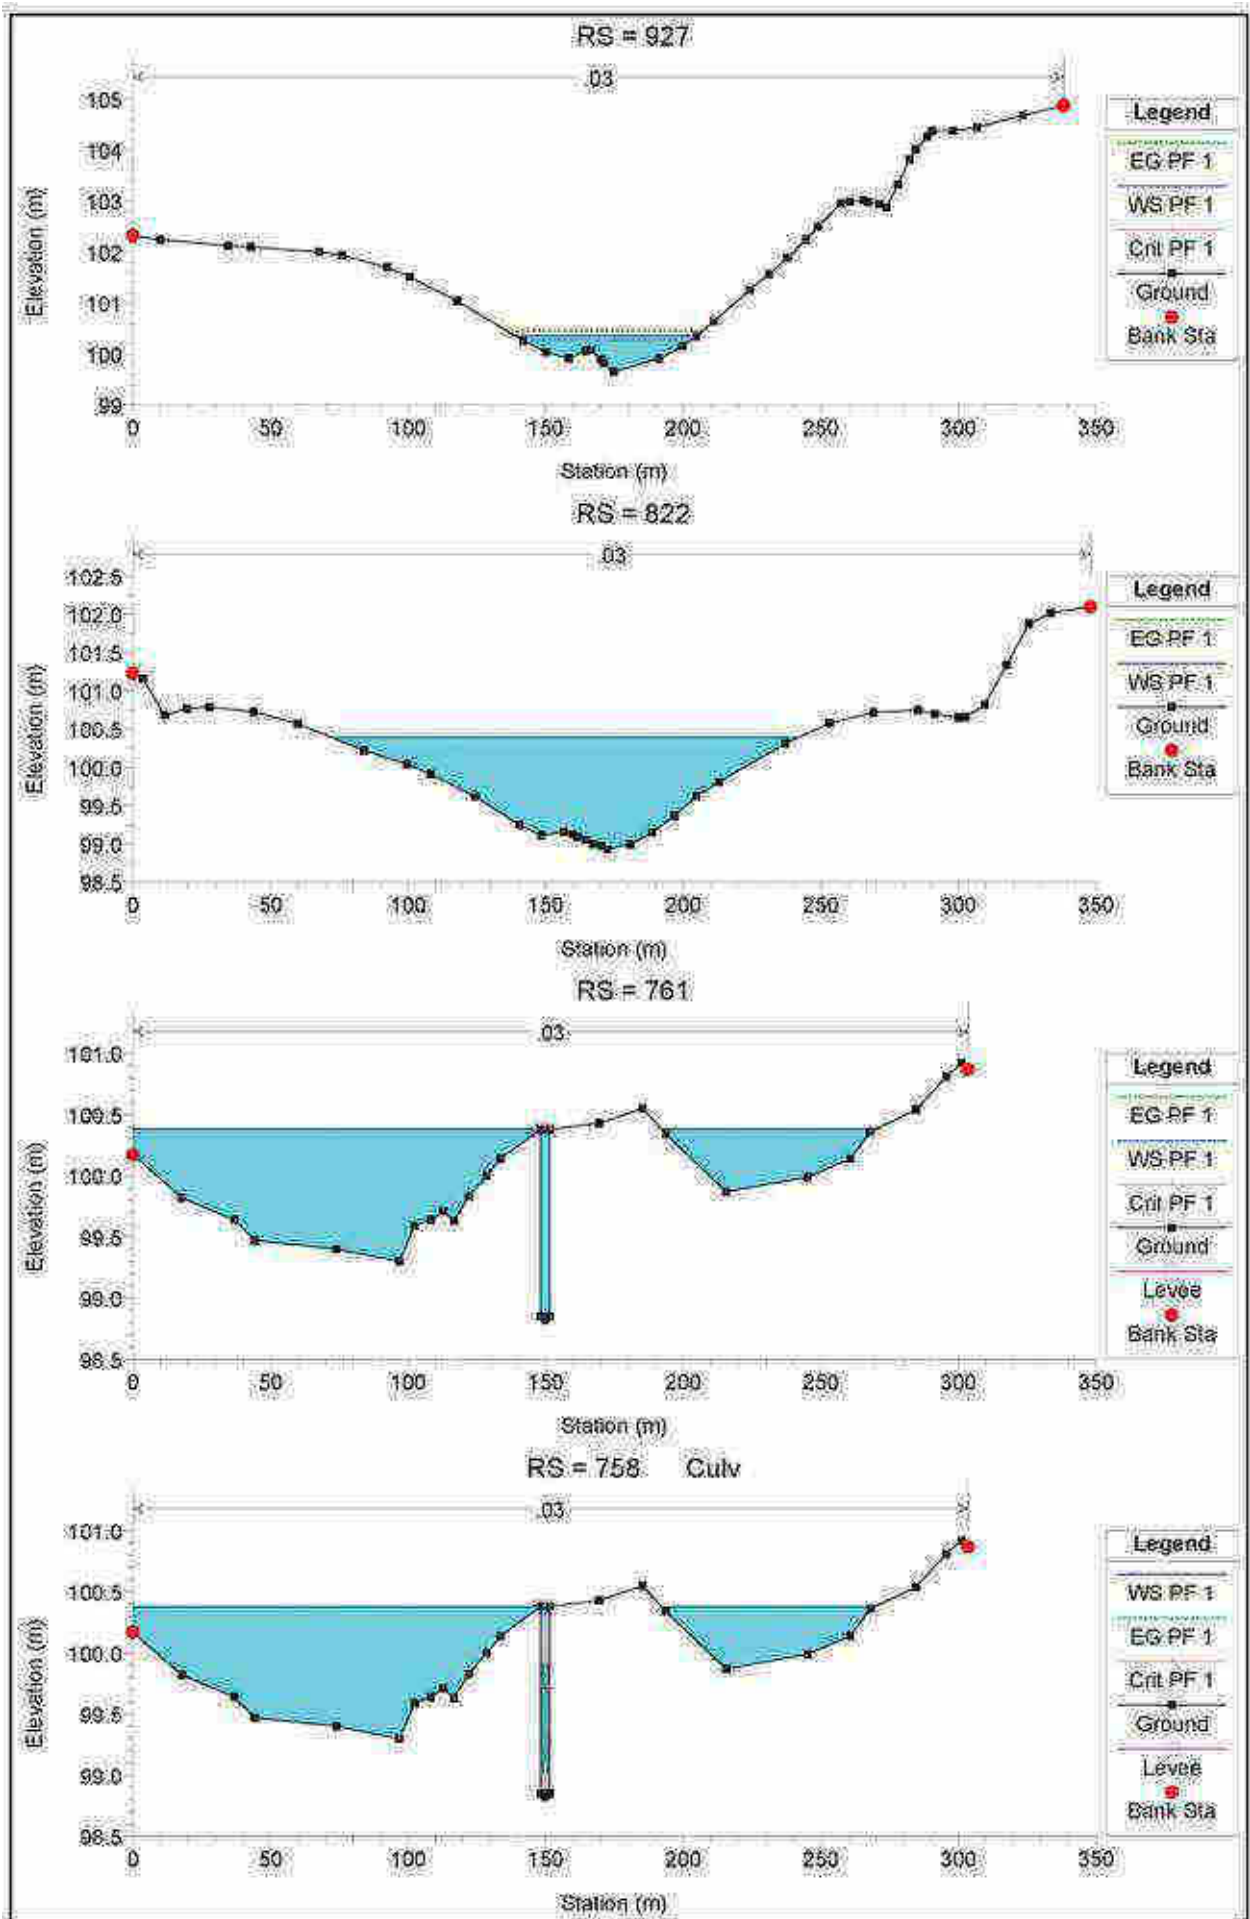 RS = 927
.03
105
104
103
102
101
100
99
Elevation (m)
0 50 100 150 200 250 300 350
Station (m)
Legend
EG PF 1
WS PF 1
Crit PF 1
Ground
Bank Sta
RS = 822
.03
102.5
102.0
101.5
101.0
100.5
100.0
99.5
99.0
98.5
Elevation (m)
0 50 100 150 200 250 300 350
Station (m)
Legend
EG PF 1
WS PF 1
Ground
Bank Sta
RS = 761
.03
101.0
100.5
100.0
99.5
99.0
98.5
Elevation (m)
0 50 100 150 200 250 300 350
Station (m)
Legend
EG PF 1
WS PF 1
Crit PF 1
Ground
Levee
Bank Sta
RS = 758 Culv
.03
101.0
100.5
100.0
99.5
99.0
98.5
Elevation (m)
0 50 100 150 200 250 300 350
Station (m)
Legend
WS PF 1
EG PF 1
Crit PF 1
Ground
Levee
Bank Sta